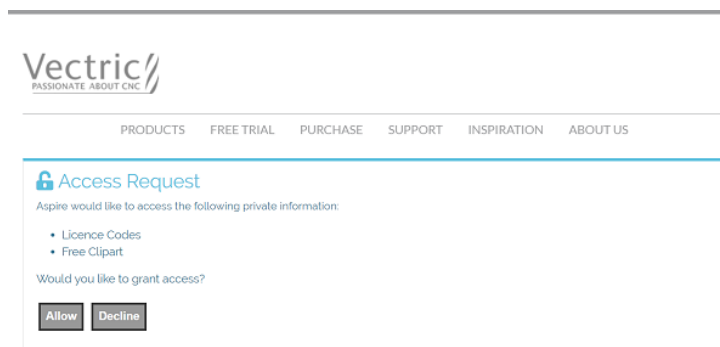 Vectric
PASSIONATE ABOUT CNC
PRODUCTS FREE TRIAL PURCHASE SUPPORT INSPIRATION ABOUT US
Access Request
Aspire would like to access the following private information:
• Licence Codes
• Free Clipart
Would you like to grant access?
Allow Decline